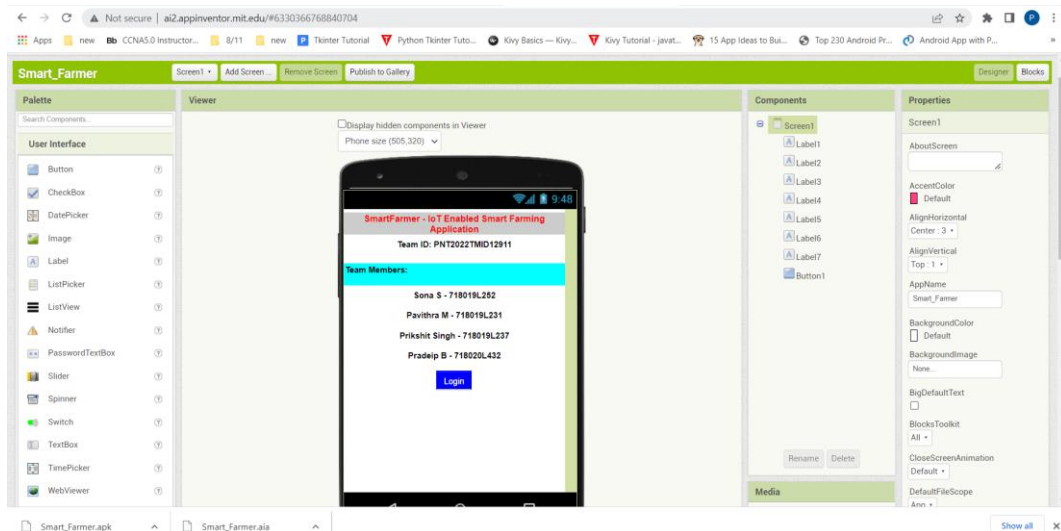 Not secure | ai2.appinventor.mit.edu/#6330366768840704
Apps new Bb CCNA5.0 Instructor... 8/11 new P Tkinter Tutorial Python Tkinter Tuto... Kivy Basics — Kivy... Kivy Tutorial - javat... 15 App Ideas to Bui... Top 230 Android Pr... Android App with P... »
Smart_Farmer Screen1 Add Screen ... Remove Screen Publish to Gallery Designer Blocks
Palette
Search Components...
User Interface
Button
CheckBox
DatePicker
Image
Label
ListPicker
ListView
Notifier
PasswordTextBox
Slider
Spinner
Switch
TextBox
TimePicker
WebViewer
Viewer
Display hidden components in Viewer
Phone size (505,320)
9:48
SmartFarmer - IoT Enabled Smart Farming
Application
Team ID: PNT2022TMID12911
Team Members:
Sona S - 718019L252
Pavithra M - 718019L231
Prikshit Singh - 718019L237
Pradeip B - 718020L432
Login
Components
Screen1
Label1
Label2
Label3
Label4
Label5
Label6
Label7
Button1
Rename Delete
Media
Properties
Screen1
AboutScreen
AccentColor
Default
AlignHorizontal
Center : 3
AlignVertical
Top : 1
AppName
Smart_Farmer
BackgroundColor
Default
BackgroundImage
None...
BigDefaultText
BlocksToolkit
All
CloseScreenAnimation
Default
DefaultFileScope
App
Smart_Farmer.apk Smart_Farmer.aia Show all X